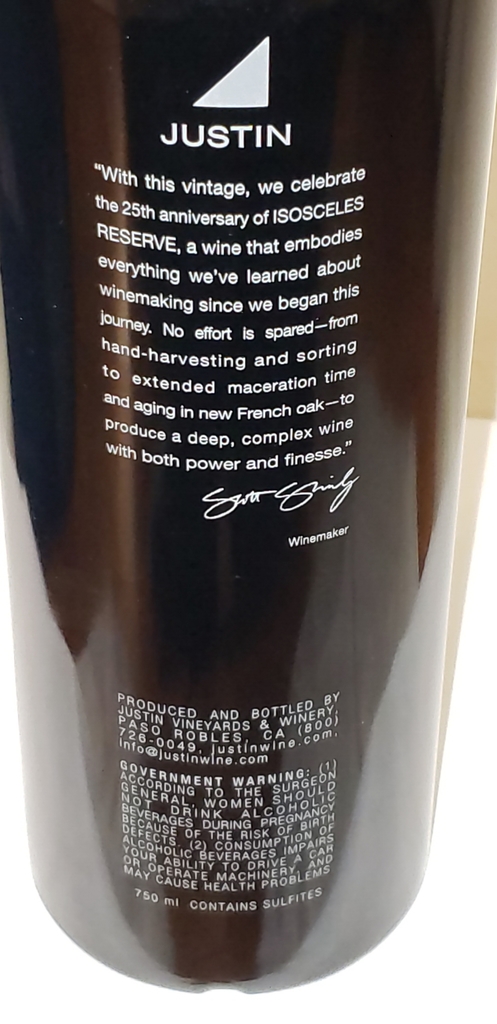 JUSTIN
“With this vintage, we celebrate
the 25th anniversary of ISOSCELES
RESERVE, a wine that embodies
everything we’ve learned about
winemaking since we began this
journey. No effort is spared—from
hand-harvesting and sorting
to extended maceration time
and aging in new French oak—to
produce a deep, complex wine
with both power and finesse.”
Winemaker
PRODUCED AND BOTTLED BY
JUSTIN VINEYARDS & WINERY,
PASO ROBLES, CA (800)
726-0049, justinwine.com,
info@justinwine.com
GOVERNMENT WARNING: (1)
ACCORDING TO THE SURGEON
GENERAL, WOMEN SHOULD
NOT DRINK ALCOHOLIC
BEVERAGES DURING PREGNANCY
BECAUSE OF THE RISK OF BIRTH
DEFECTS. (2) CONSUMPTION OF
ALCOHOLIC BEVERAGES IMPAIRS
YOUR ABILITY TO DRIVE A CAR
OR OPERATE MACHINERY, AND
MAY CAUSE HEALTH PROBLEMS
750 ml CONTAINS SULFITES